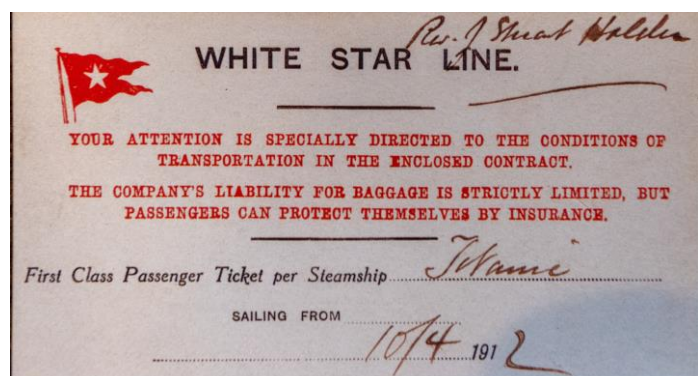 Rev. J Stuart Holden
WHITE STAR LINE.
YOUR ATTENTION IS SPECIALLY DIRECTED TO THE CONDITIONS OF
TRANSPORTATION IN THE ENCLOSED CONTRACT.
THE COMPANY'S LIABILITY FOR BAGGAGE IS STRICTLY LIMITED, BUT
PASSENGERS CAN PROTECT THEMSELVES BY INSURANCE.
First Class Passenger Ticket per Steamship Titanic
SAILING FROM
10/4 1912